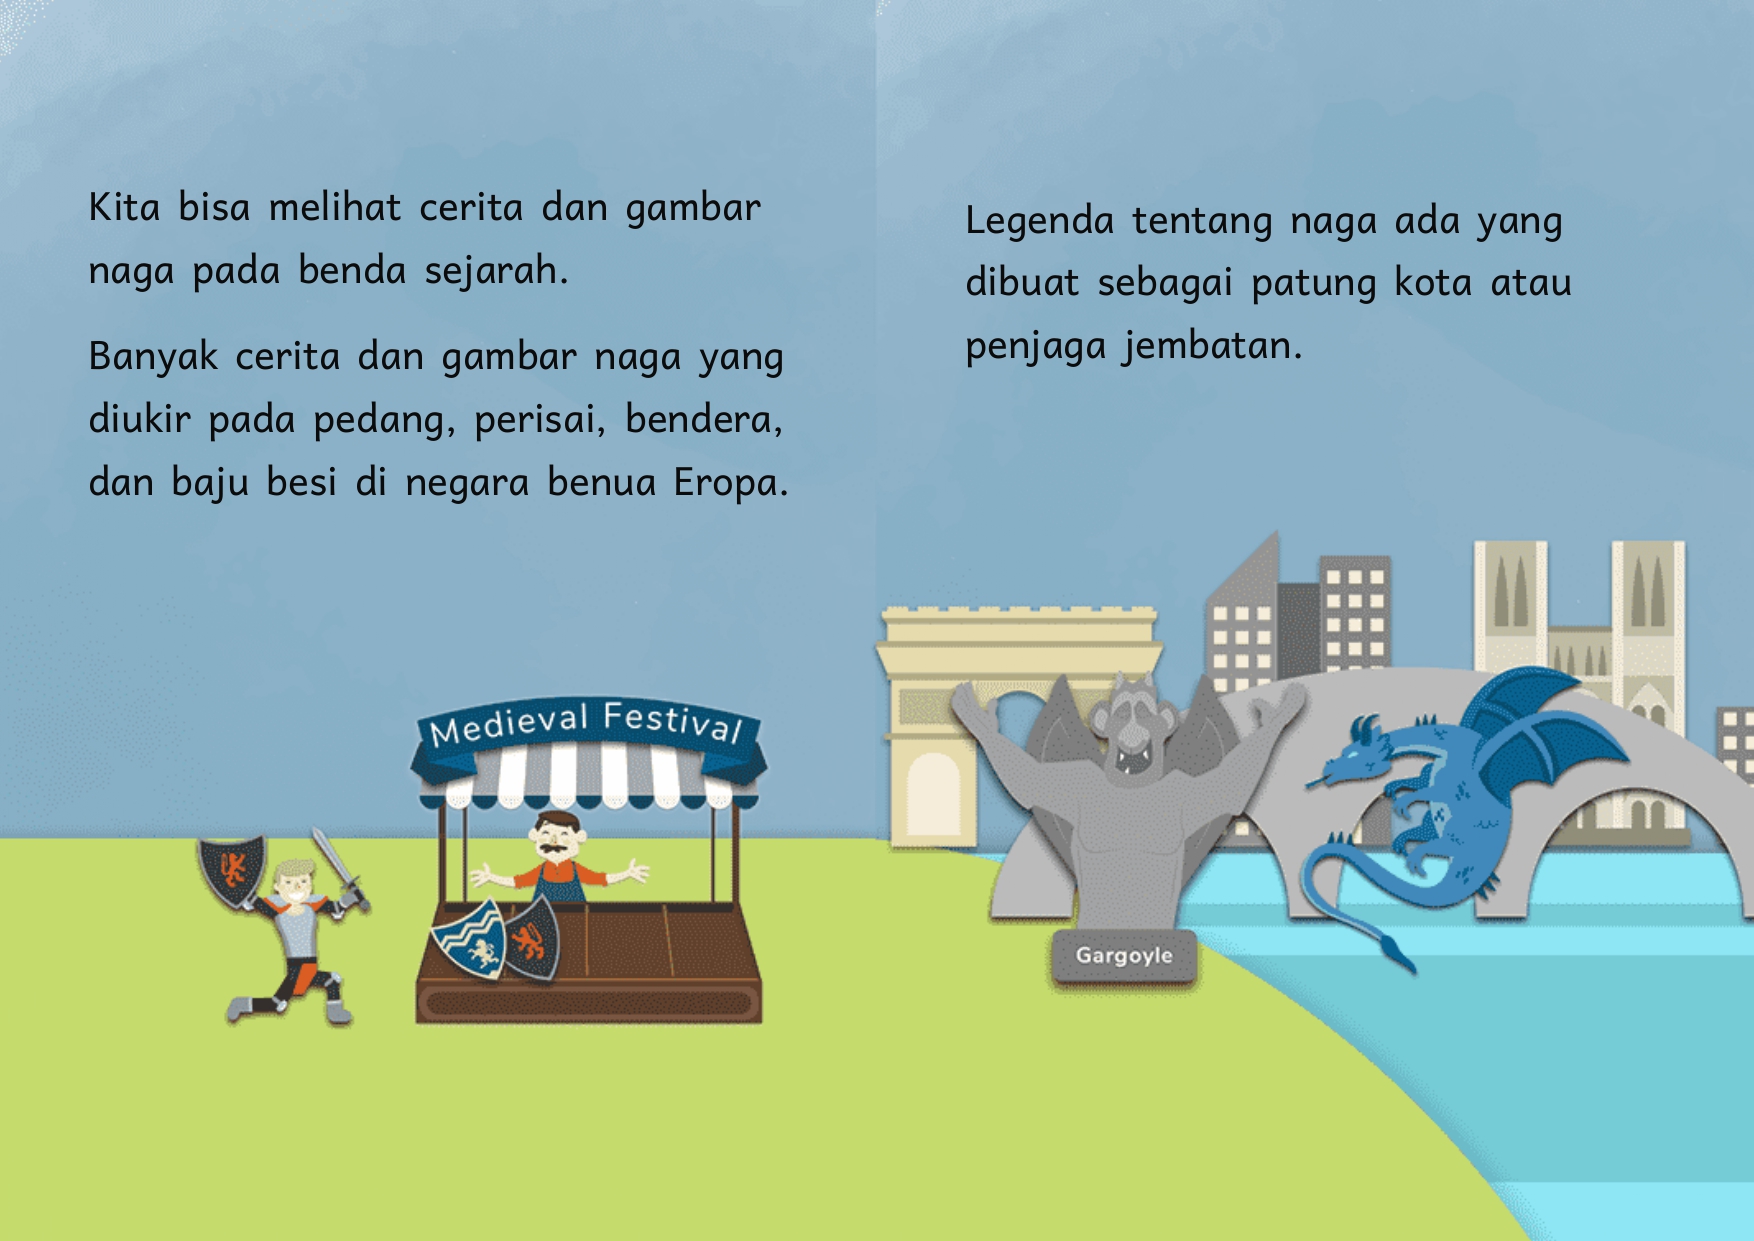 Kita bisa melihat cerita dan gambar
naga pada benda sejarah.
Banyak cerita dan gambar naga yang
diukir pada pedang, perisai, bendera,
dan baju besi di negara benua Eropa.
Medieval Festival
Legenda tentang naga ada yang
dibuat sebagai patung kota atau
penjaga jembatan.
Gargoyle